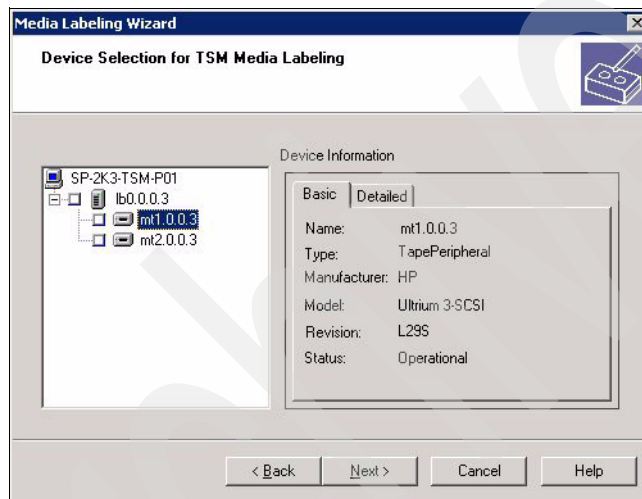 Media Labeling Wizard
Device Selection for TSM Media Labeling
Device Information
SP-2K3-TSM-P01
lb0.0.0.3
mt1.0.0.3
mt2.0.0.3
Basic Detailed
Name: mt1.0.0.3
Type: TapePeripheral
Manufacturer: HP
Model: Ultrium 3-SCSI
Revision: L29S
Status: Operational
< Back Next > Cancel Help